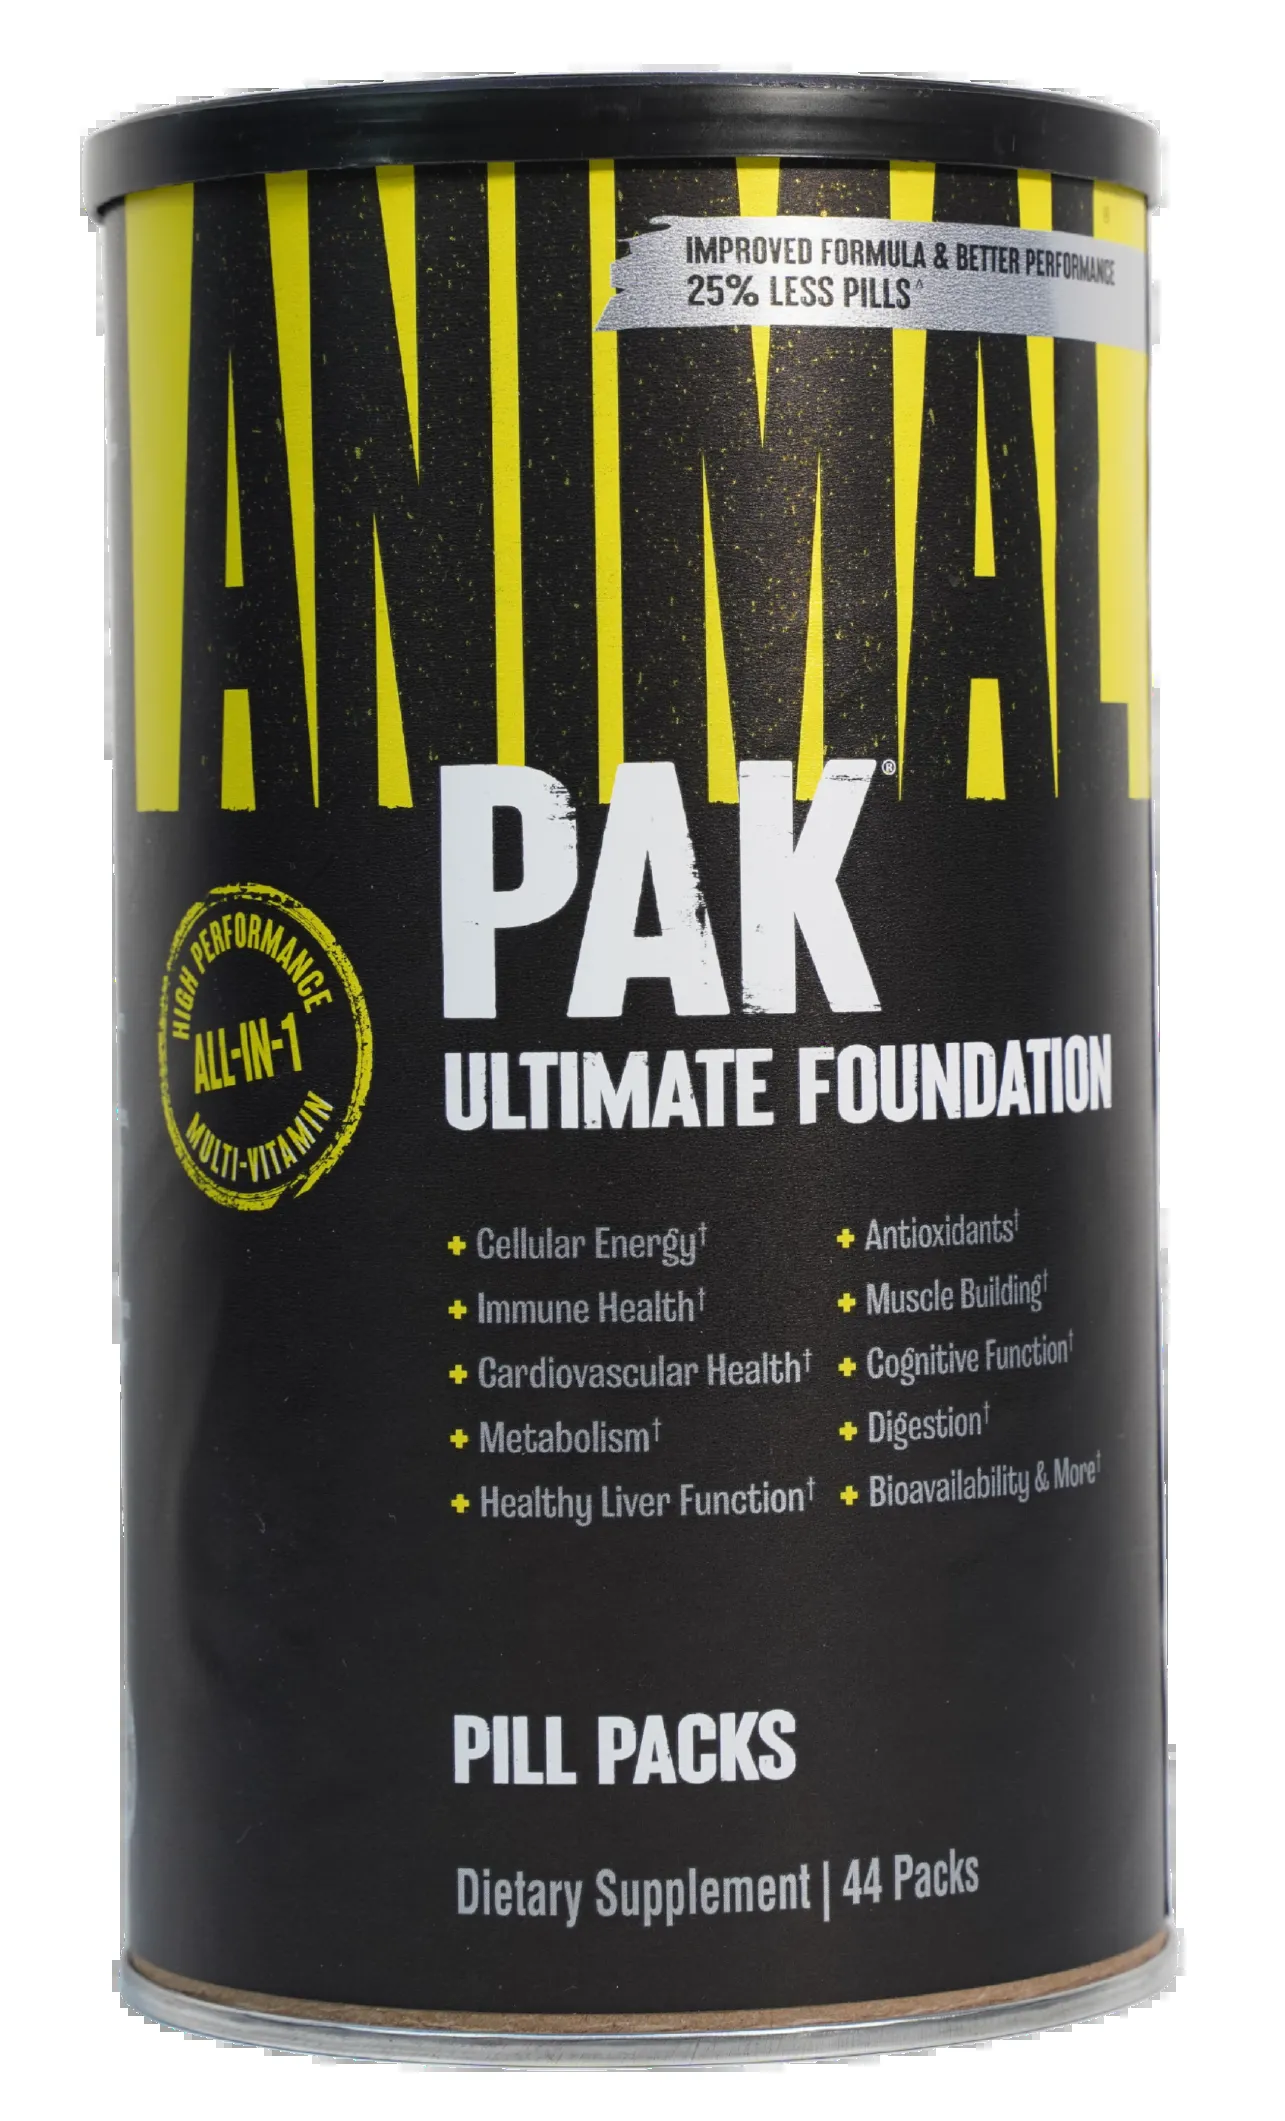 ANIMAL
IMPROVED FORMULA & BETTER PERFORMANCE
25% LESS PILLS^
PAK®
ULTIMATE FOUNDATION
HIGH PERFORMANCE
ALL-IN-1
MULTI-VITAMIN
+ Cellular Energy†
+ Immune Health†
+ Cardiovascular Health†
+ Metabolism†
+ Healthy Liver Function†
+ Antioxidants†
+ Muscle Building†
+ Cognitive Function†
+ Digestion†
+ Bioavailability & More†
PILL PACKS
Dietary Supplement | 44 Packs